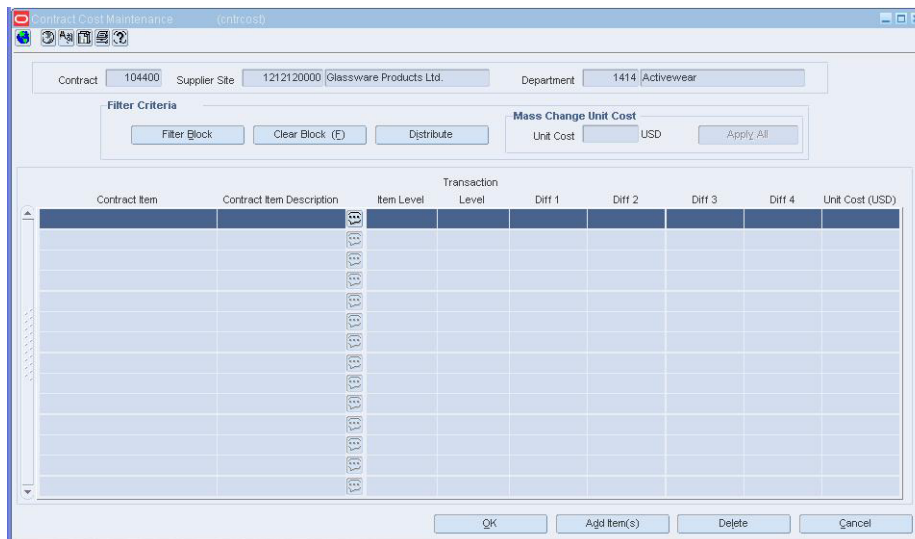 Contract Cost Maintenance (cntrcost)
Contract 104400 Supplier Site 1212120000 Glassware Products Ltd. Department 1414 Activewear
Filter Criteria
Mass Change Unit Cost
Filter Block Clear Block (F) Distribute Unit Cost USD Apply All
Transaction
Contract Item Contract Item Description Item Level Level Diff 1 Diff 2 Diff 3 Diff 4 Unit Cost (USD)
OK Add Item(s) Delete Cancel